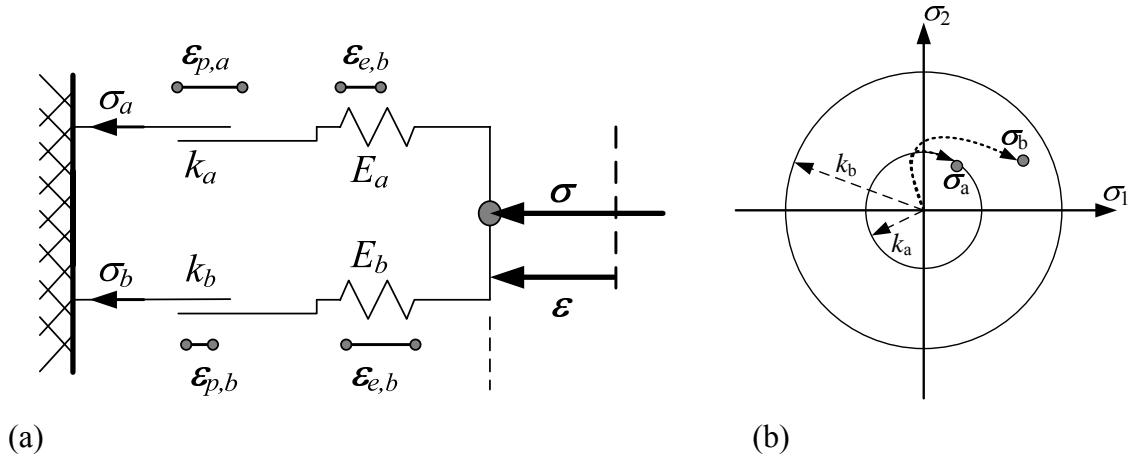 ε_{p,a}
ε_{e,b}
σ_a
k_a
E_a
σ
σ_b
k_b
E_b
ε
ε_{p,b}
ε_{e,b}
(a)
σ_2
σ_b
k_b
σ_a
σ_1
k_a
(b)